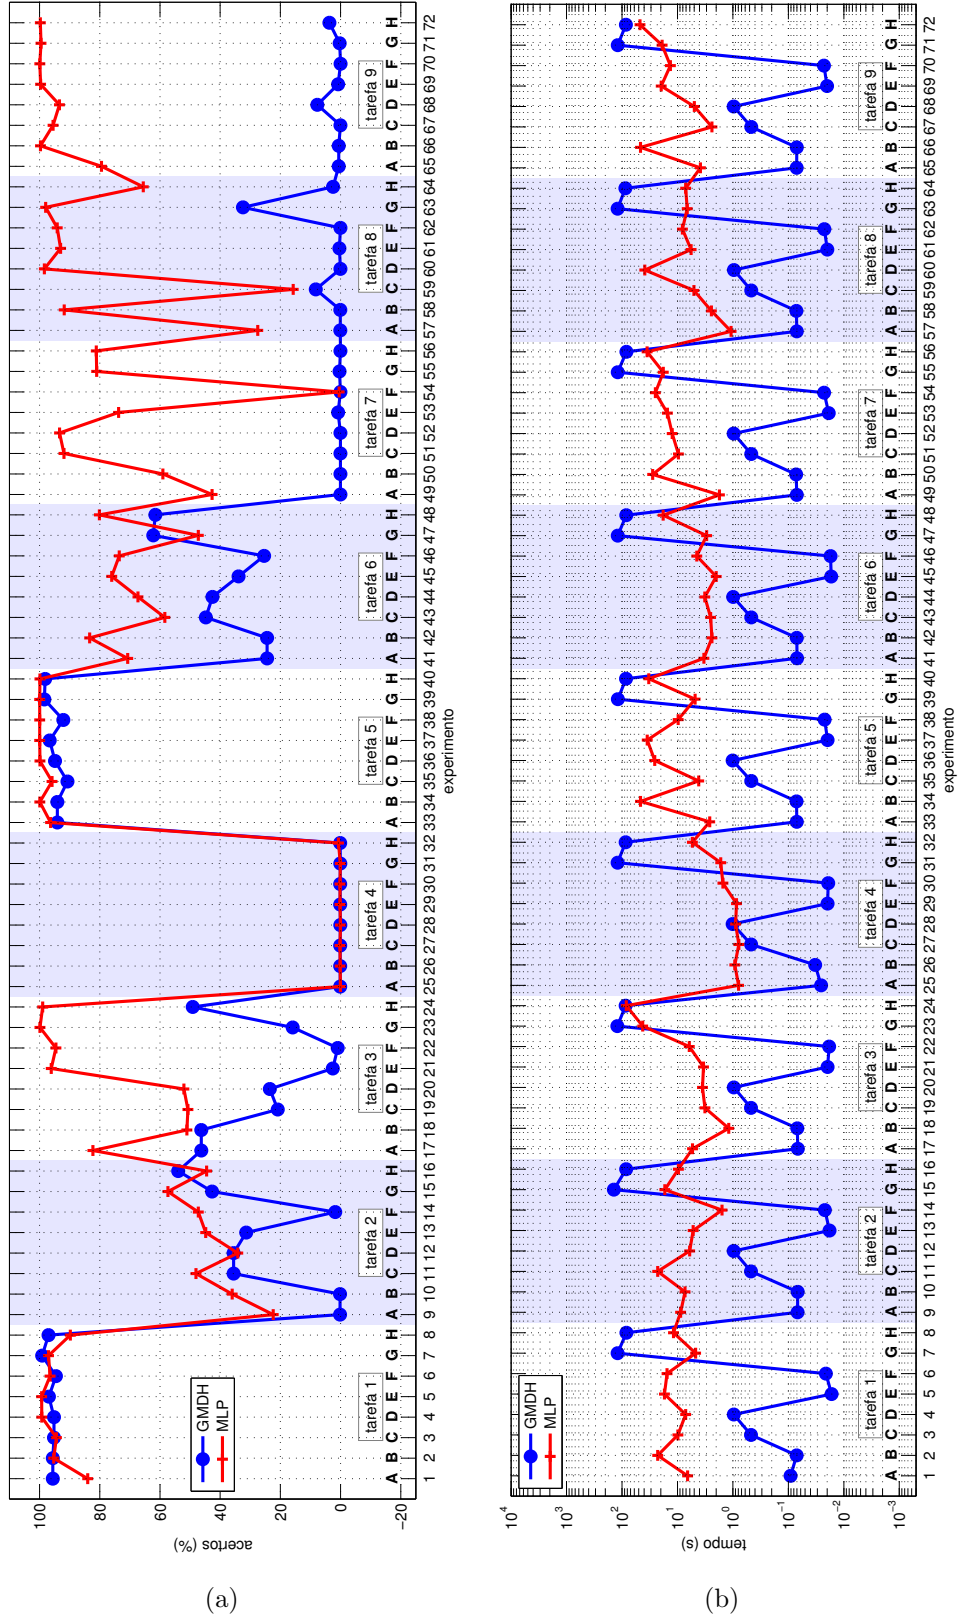 acertos (%)
100
80
60
40
20
0
-20
GMDH
MLP
A B C D E F G H A B C D E F G H A B C D E F G H A B C D E F G H A B C D E F G H A B C D E F G H A B C D E F G H A B C D E F G H A B C D E F G H
tarefa 1 tarefa 2 tarefa 3 tarefa 4 tarefa 5 tarefa 6 tarefa 7 tarefa 8 tarefa 9
1 2 3 4 5 6 7 8 9 10 11 12 13 14 15 16 17 18 19 20 21 22 23 24 25 26 27 28 29 30 31 32 33 34 35 36 37 38 39 40 41 42 43 44 45 46 47 48 49 50 51 52 53 54 55 56 57 58 59 60 61 62 63 64 65 66 67 68 69 70 71 72
experimento
(a)
tempo (s)
10^4
10^3
10^2
10^1
10^0
10^-1
10^-2
10^-3
GMDH
MLP
A B C D E F G H A B C D E F G H A B C D E F G H A B C D E F G H A B C D E F G H A B C D E F G H A B C D E F G H A B C D E F G H A B C D E F G H
tarefa 1 tarefa 2 tarefa 3 tarefa 4 tarefa 5 tarefa 6 tarefa 7 tarefa 8 tarefa 9
1 2 3 4 5 6 7 8 9 10 11 12 13 14 15 16 17 18 19 20 21 22 23 24 25 26 27 28 29 30 31 32 33 34 35 36 37 38 39 40 41 42 43 44 45 46 47 48 49 50 51 52 53 54 55 56 57 58 59 60 61 62 63 64 65 66 67 68 69 70 71 72
experimento
(b)